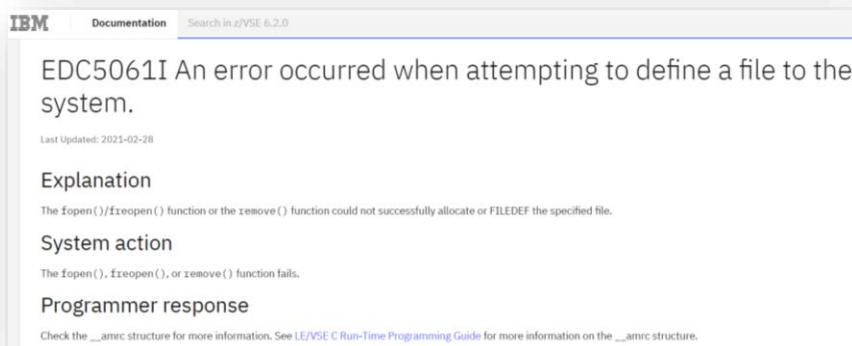 IBM Documentation Search in z/VSE 6.2.0
EDC5061I An error occurred when attempting to define a file to the
system.
Last Updated: 2021-02-28
Explanation
The fopen()/freopen() function or the remove() function could not successfully allocate or FILEDEF the specified file.
System action
The fopen(), freopen(), or remove() function fails.
Programmer response
Check the __amrc structure for more information. See LE/VSE C Run-Time Programming Guide for more information on the __amrc structure.